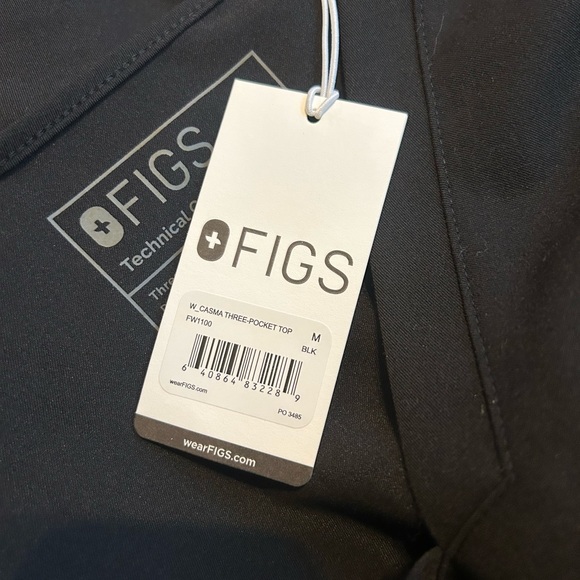 FIGS
Technical
FIGS
W_CASMA THREE-POCKET TOP
FW1100
M
BLK
6 40864 83228 9
wearFIGS.com
PO 3485
wearFIGS.com